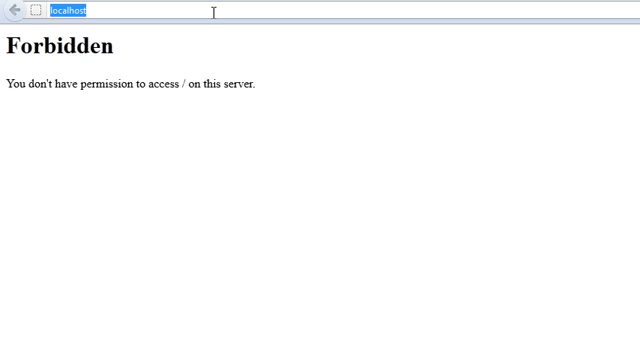 localhost
Forbidden
You don't have permission to access / on this server.